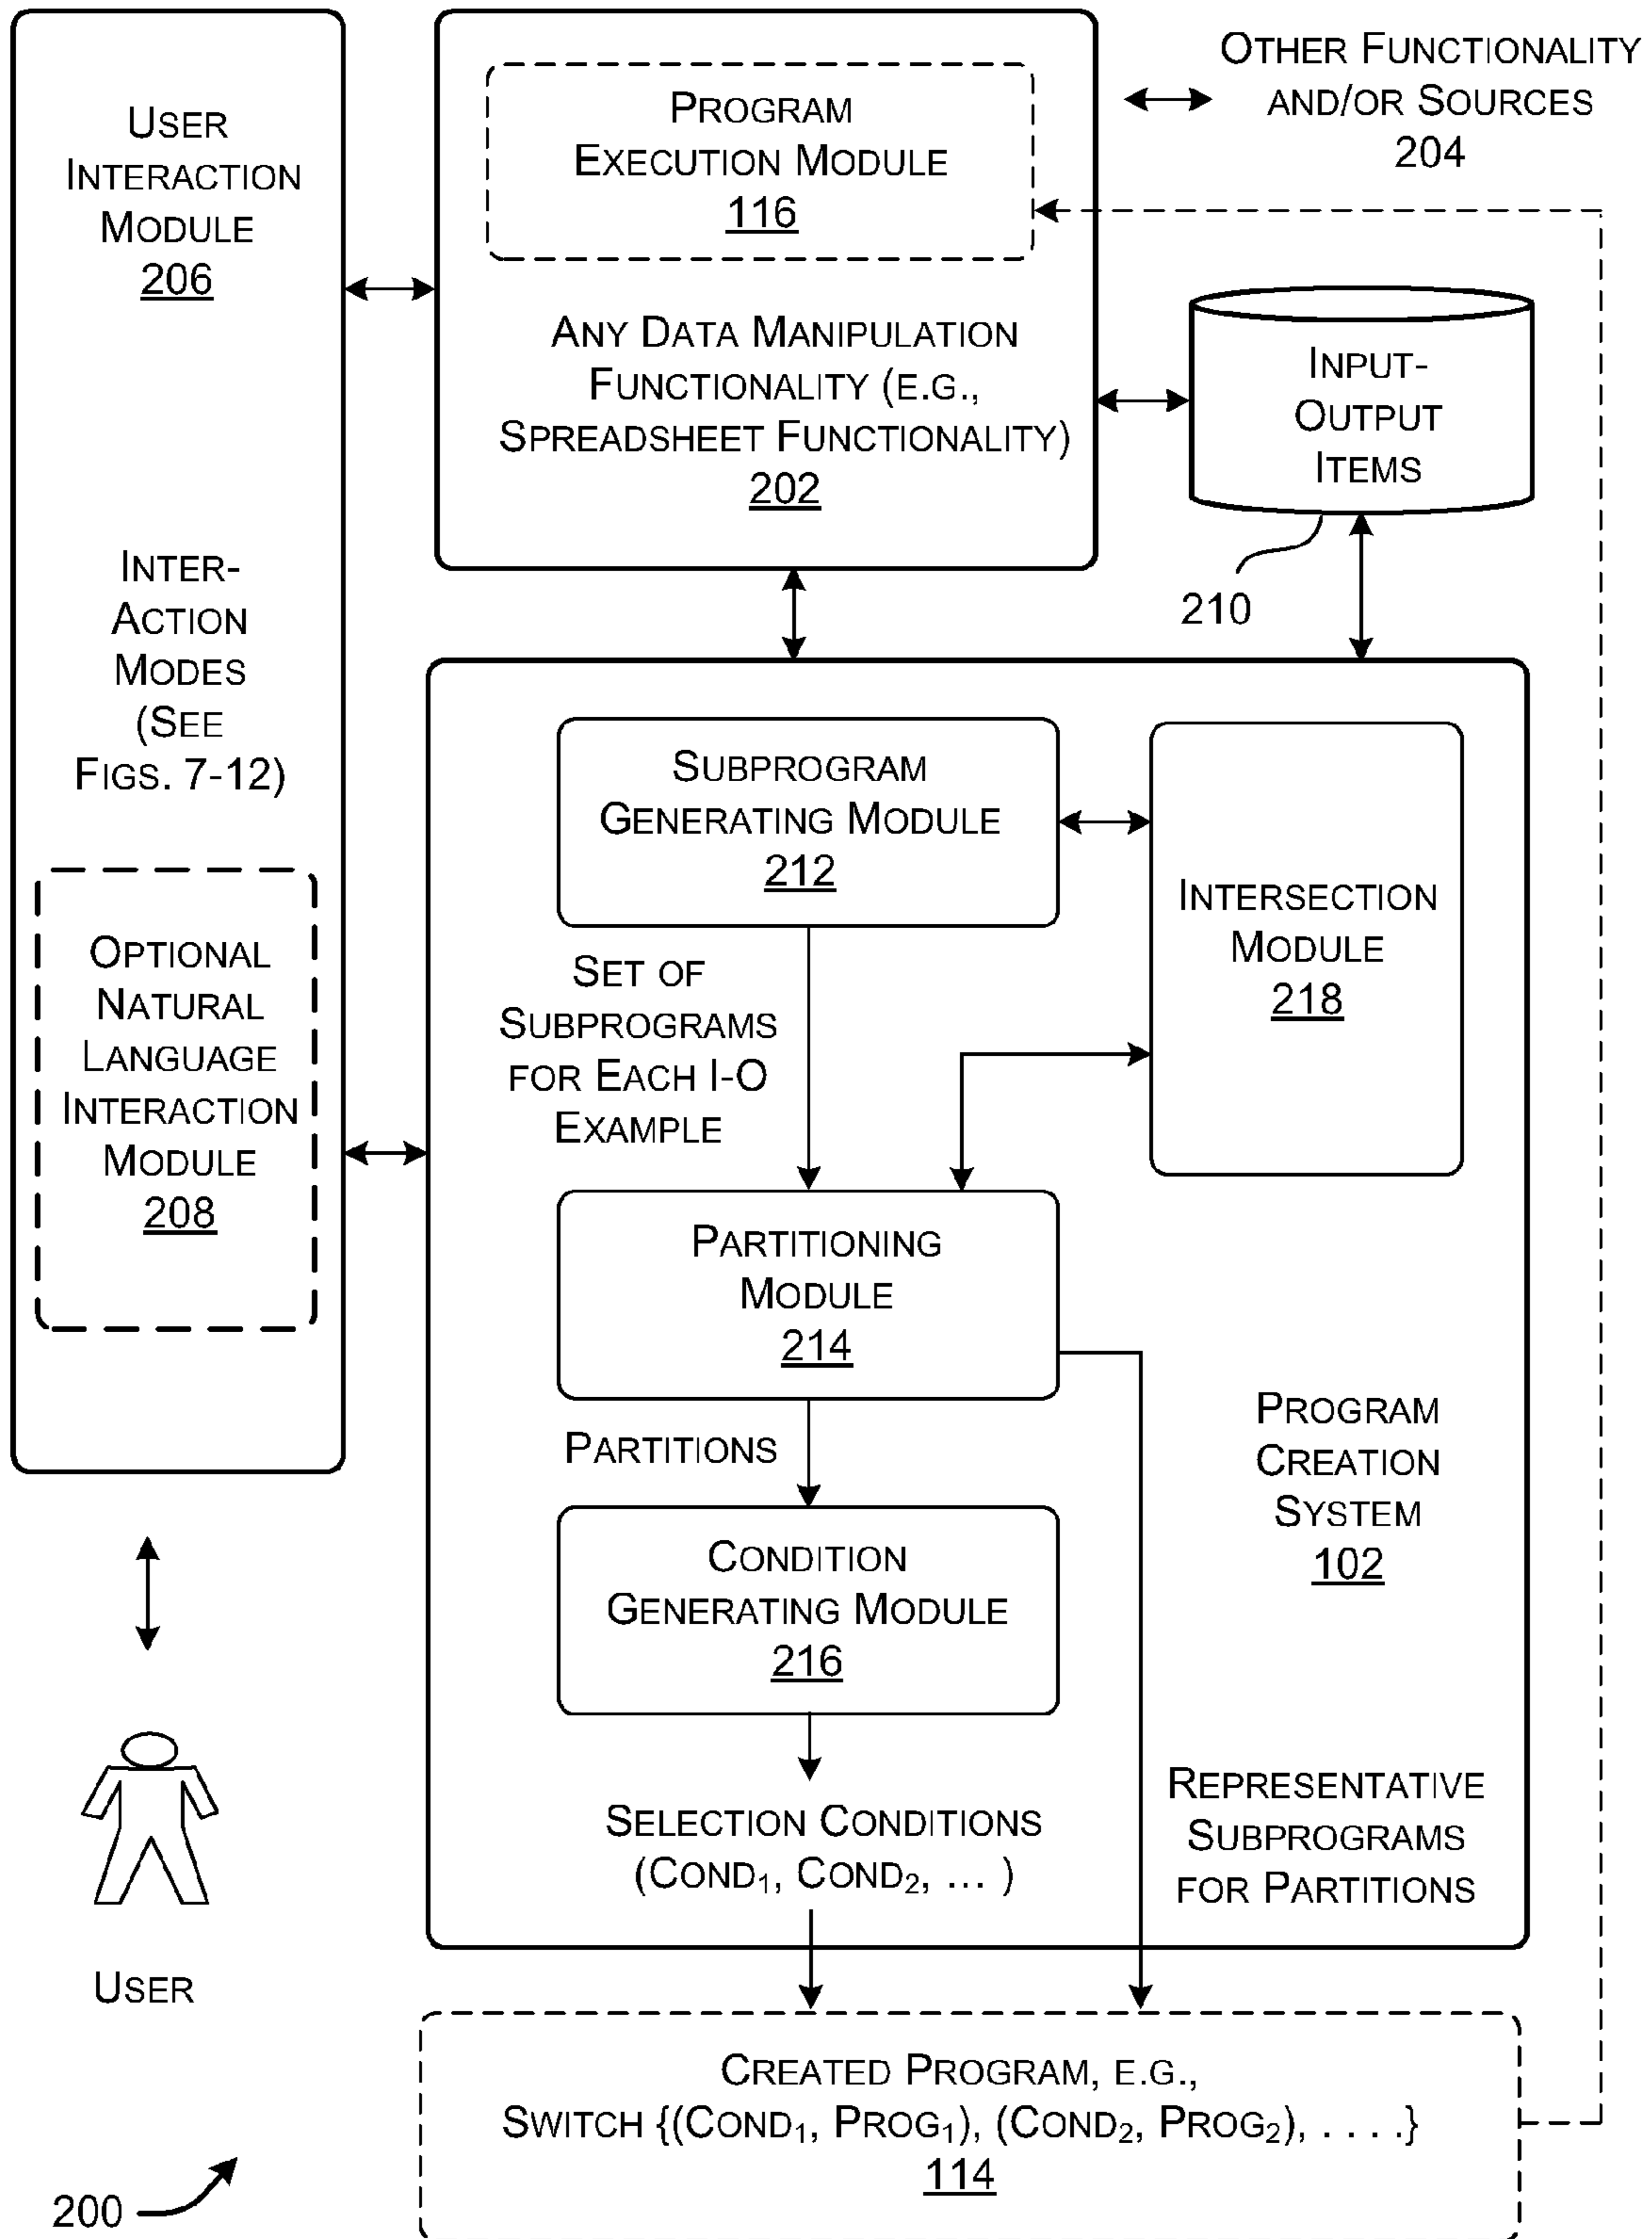 USER
INTERACTION
MODULE
206
INTER-
ACTION
MODES
(SEE
FIGS. 7-12)
OPTIONAL
NATURAL
LANGUAGE
INTERACTION
MODULE
208
USER
200
PROGRAM
EXECUTION MODULE
116
ANY DATA MANIPULATION
FUNCTIONALITY (E.G.,
SPREADSHEET FUNCTIONALITY)
202
OTHER FUNCTIONALITY
AND/OR SOURCES
204
INPUT-
OUTPUT
ITEMS
210
SUBPROGRAM
GENERATING MODULE
212
INTERSECTION
MODULE
218
SET OF
SUBPROGRAMS
FOR EACH I-O
EXAMPLE
PARTITIONING
MODULE
214
PARTITIONS
CONDITION
GENERATING MODULE
216
PROGRAM
CREATION
SYSTEM
102
SELECTION CONDITIONS
(COND₁, COND₂, ... )
REPRESENTATIVE
SUBPROGRAMS
FOR PARTITIONS
CREATED PROGRAM, E.G.,
SWITCH {(COND₁, PROG₁), (COND₂, PROG₂), . . . .}
114